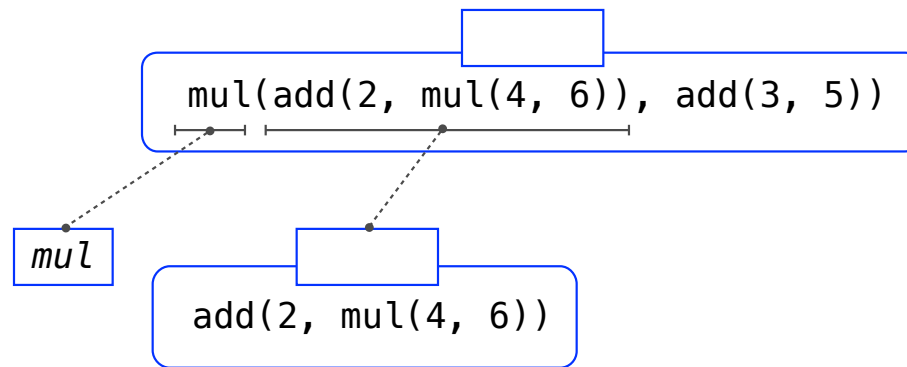 mul(add(2, mul(4, 6)), add(3, 5))
mul
add(2, mul(4, 6))